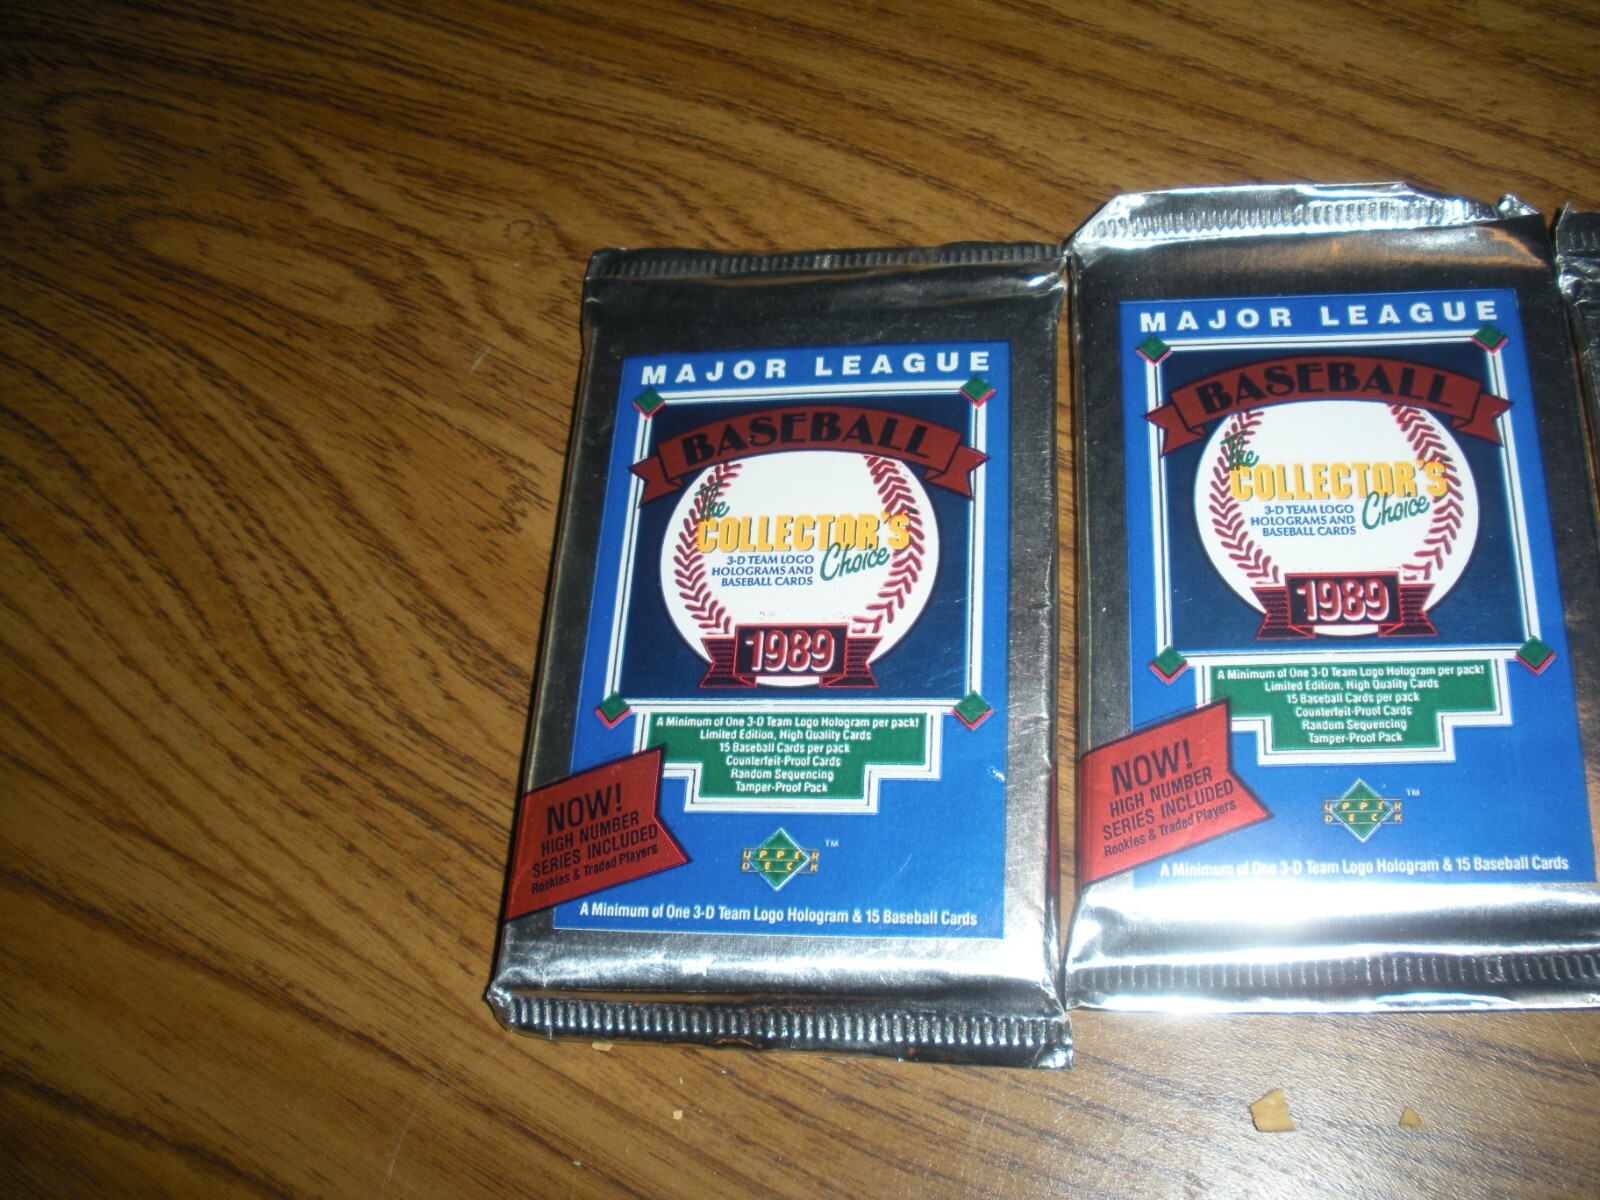 MAJOR LEAGUE
BASEBALL
The
COLLECTOR'S
Choice
3-D TEAM LOGO
HOLOGRAMS AND
BASEBALL CARDS
1989
A Minimum of One 3-D Team Logo Hologram per pack!
Limited Edition, High Quality Cards
15 Baseball Cards per pack
Counterfeit-Proof Cards
Random Sequencing
Tamper-Proof Pack
NOW!
HIGH NUMBER
SERIES INCLUDED
Rookies & Traded Players
UPPER
DECK
TM
A Minimum of One 3-D Team Logo Hologram & 15 Baseball Cards
MAJOR LEAGUE
BASEBALL
The
COLLECTOR'S
Choice
3-D TEAM LOGO
HOLOGRAMS AND
BASEBALL CARDS
1989
A Minimum of One 3-D Team Logo Hologram per pack!
Limited Edition, High Quality Cards
15 Baseball Cards per pack
Counterfeit-Proof Cards
Random Sequencing
Tamper-Proof Pack
NOW!
HIGH NUMBER
SERIES INCLUDED
Rookies & Traded Players
UPPER
DECK
TM
A Minimum of One 3-D Team Logo Hologram & 15 Baseball Cards